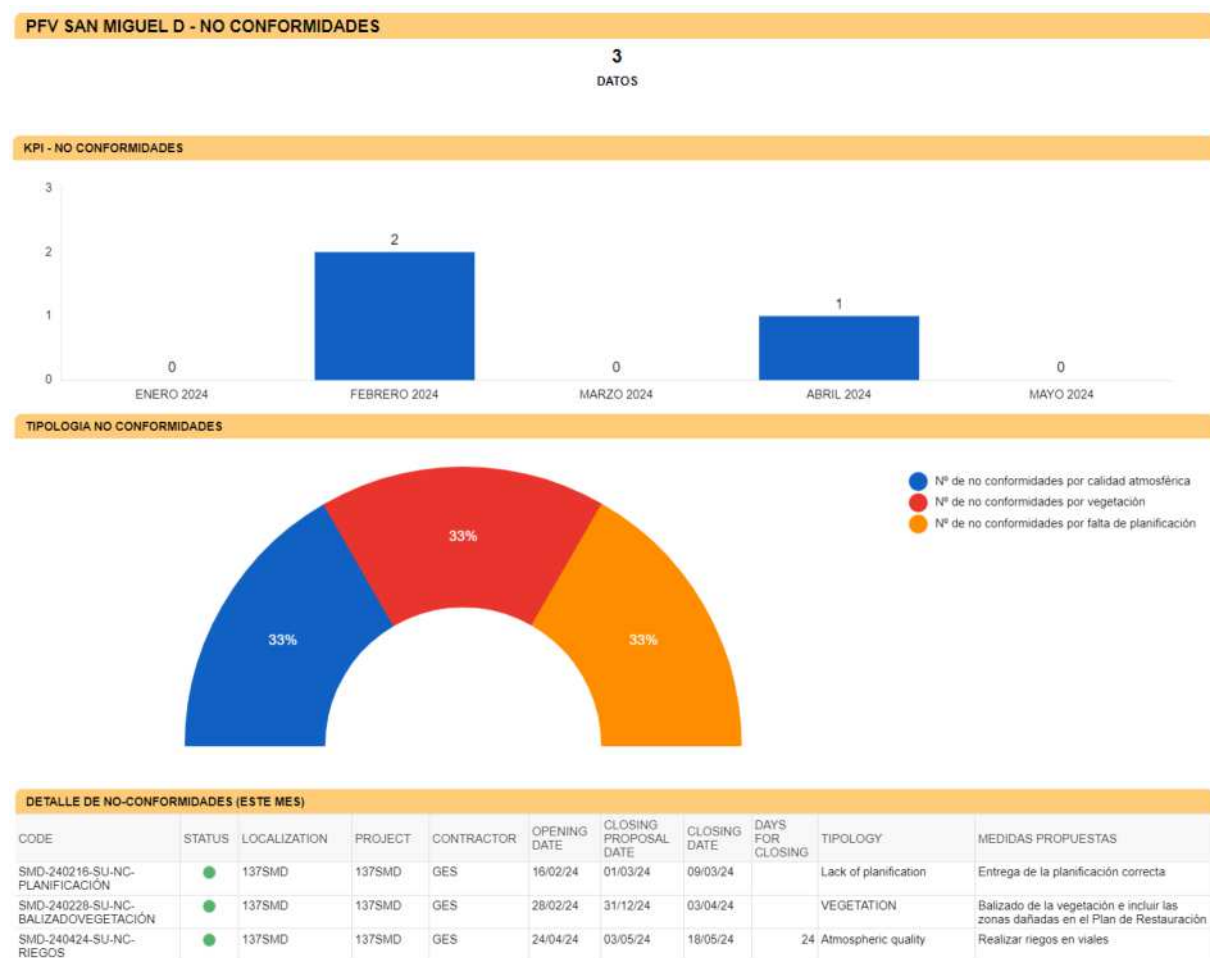 PFV SAN MIGUEL D - NO CONFORMIDADES
3
DATOS
KPI - NO CONFORMIDADES
3
2
1
0
0
2
0
1
0
ENERO 2024 FEBRERO 2024 MARZO 2024 ABRIL 2024 MAYO 2024
TIPOLOGIA NO CONFORMIDADES
33%
33%
33%
Nº de no conformidades por calidad atmosférica
Nº de no conformidades por vegetación
Nº de no conformidades por falta de planificación
DETALLE DE NO-CONFORMIDADES (ESTE MES)
CODE STATUS LOCALIZATION PROJECT CONTRACTOR OPENING DATE CLOSING PROPOSAL DATE CLOSING DATE DAYS FOR CLOSING TIPOLOGY MEDIDAS PROPUESTAS
SMD-240216-SU-NC- 137SMD 137SMD GES 16/02/24 01/03/24 09/03/24 Lack of planification Entrega de la planificación correcta
PLANIFICACIÓN
SMD-240228-SU-NC- 137SMD 137SMD GES 28/02/24 31/12/24 03/04/24 VEGETATION Balizado de la vegetación e incluir las
BALIZADOVEGETACIÓN zonas dañadas en el Plan de Restauración
SMD-240424-SU-NC- 137SMD 137SMD GES 24/04/24 03/05/24 18/05/24 24 Atmospheric quality Realizar riegos en viales
RIEGOS